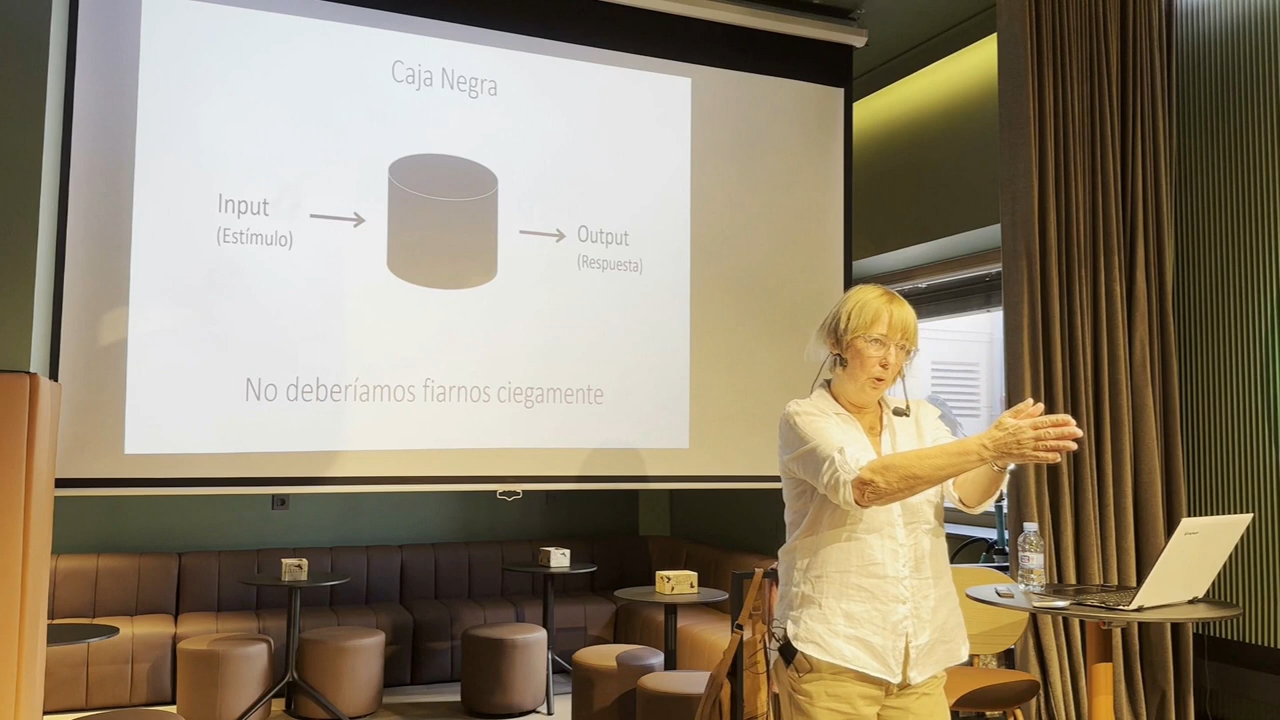 Caja Negra
Input
(Estímulo)
Output
(Respuesta)
No deberíamos fiarnos ciegamente